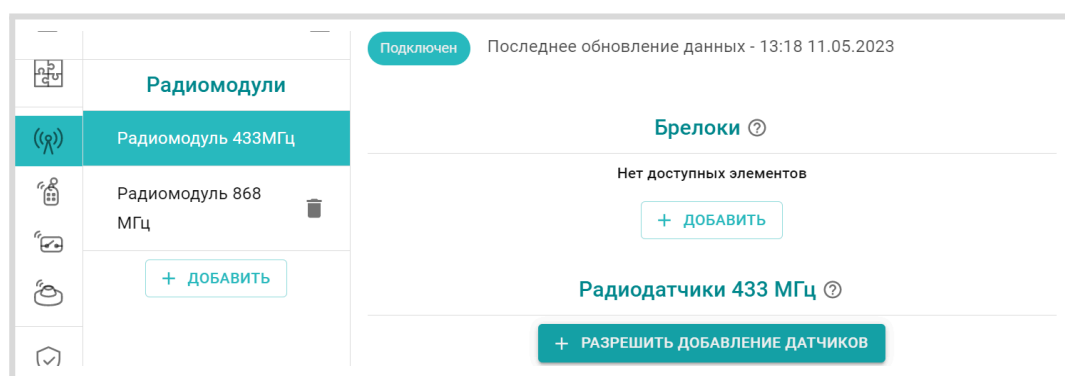 Подключен
Последнее обновление данных - 13:18 11.05.2023
Радиомодули
Радиомодуль 433МГц
Радиомодуль 868
МГц
+ ДОБАВИТЬ
Брелоки
Нет доступных элементов
+ ДОБАВИТЬ
Радиодатчики 433 МГц
+ РАЗРЕШИТЬ ДОБАВЛЕНИЕ ДАТЧИКОВ